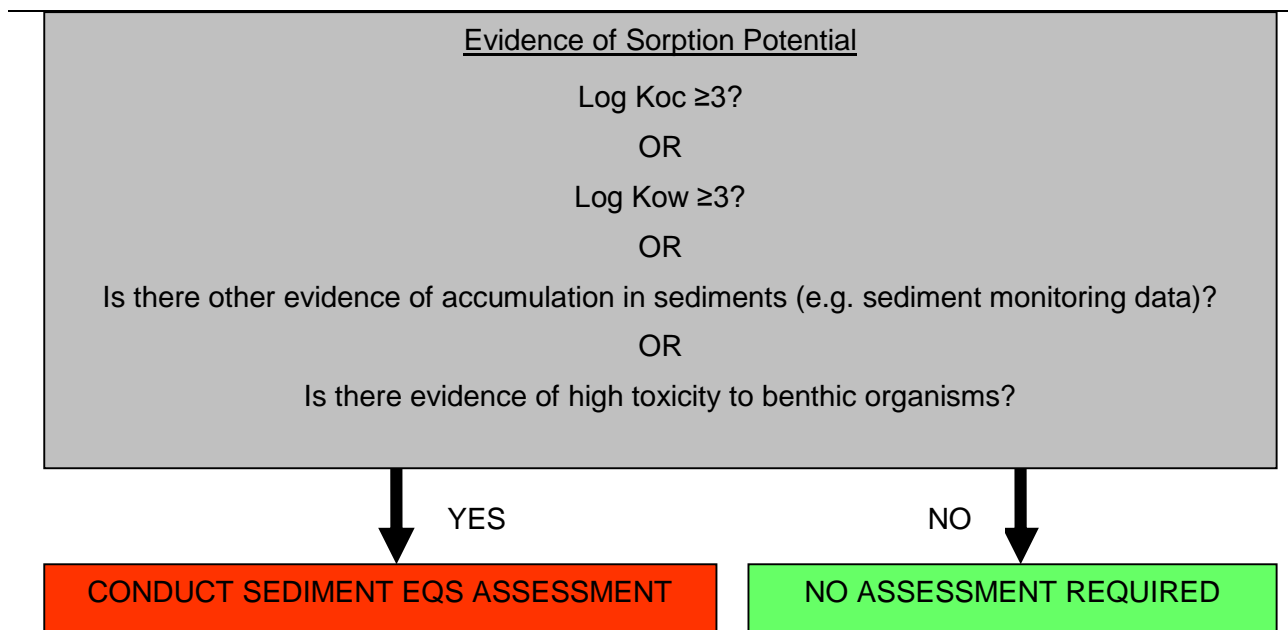 Evidence of Sorption Potential
Log Koc ≥3?
OR
Log Kow ≥3?
OR
Is there other evidence of accumulation in sediments (e.g. sediment monitoring data)?
OR
Is there evidence of high toxicity to benthic organisms?
YES
NO
CONDUCT SEDIMENT EQS ASSESSMENT
NO ASSESSMENT REQUIRED